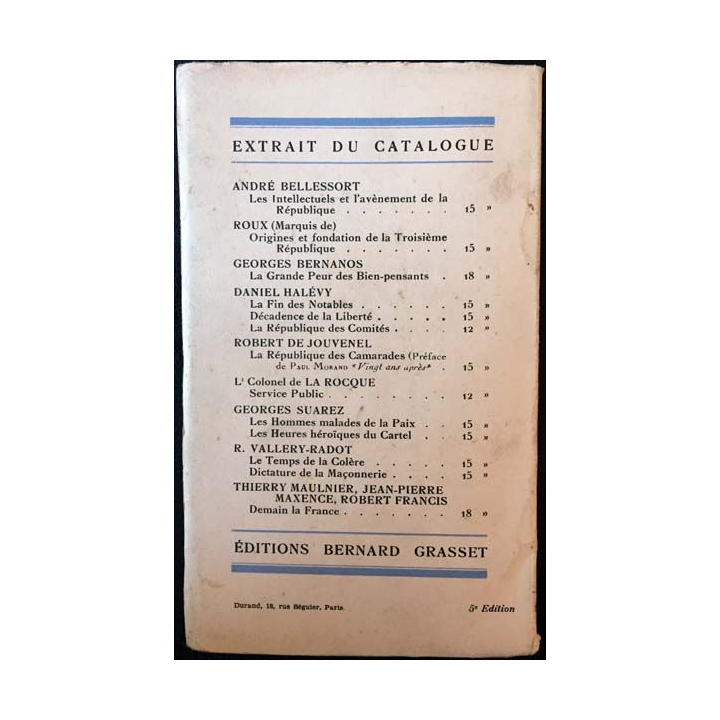 EXTRAIT DU CATALOGUE
ANDRÉ BELLESSORT
Les Intellectuels et l'avènement de la
République . . . . . . . 15 »
ROUX (Marquis de)
Origines et fondation de la Troisième
République . . . . . . . 15 »
GEORGES BERNANOS
La Grande Peur des Bien-pensants . 18 »
DANIEL HALÉVY
La Fin des Notables . . . . . . 15 »
Décadence de la Liberté . . . . . 15 »
La République des Comités . . . . 12 »
ROBERT DE JOUVENEL
La République des Camarades (Préface
de PAUL MORAND "Vingt ans après" . 15 »
Lt Colonel de LA ROCQUE
Service Public . . . . . . . . 12 »
GEORGES SUAREZ
Les Hommes malades de la Paix . . 15 »
Les Heures héroïques du Cartel . . 15 »
R. VALLERY-RADOT
Le Temps de la Colère . . . . . 15 »
Dictature de la Maçonnerie . . . . 15 »
THIERRY MAULNIER, JEAN-PIERRE
MAXENCE, ROBERT FRANCIS
Demain la France . . . . . . . 18 »
ÉDITIONS BERNARD GRASSET
Durand, 18, rue Séguier, Paris. 5e Edition